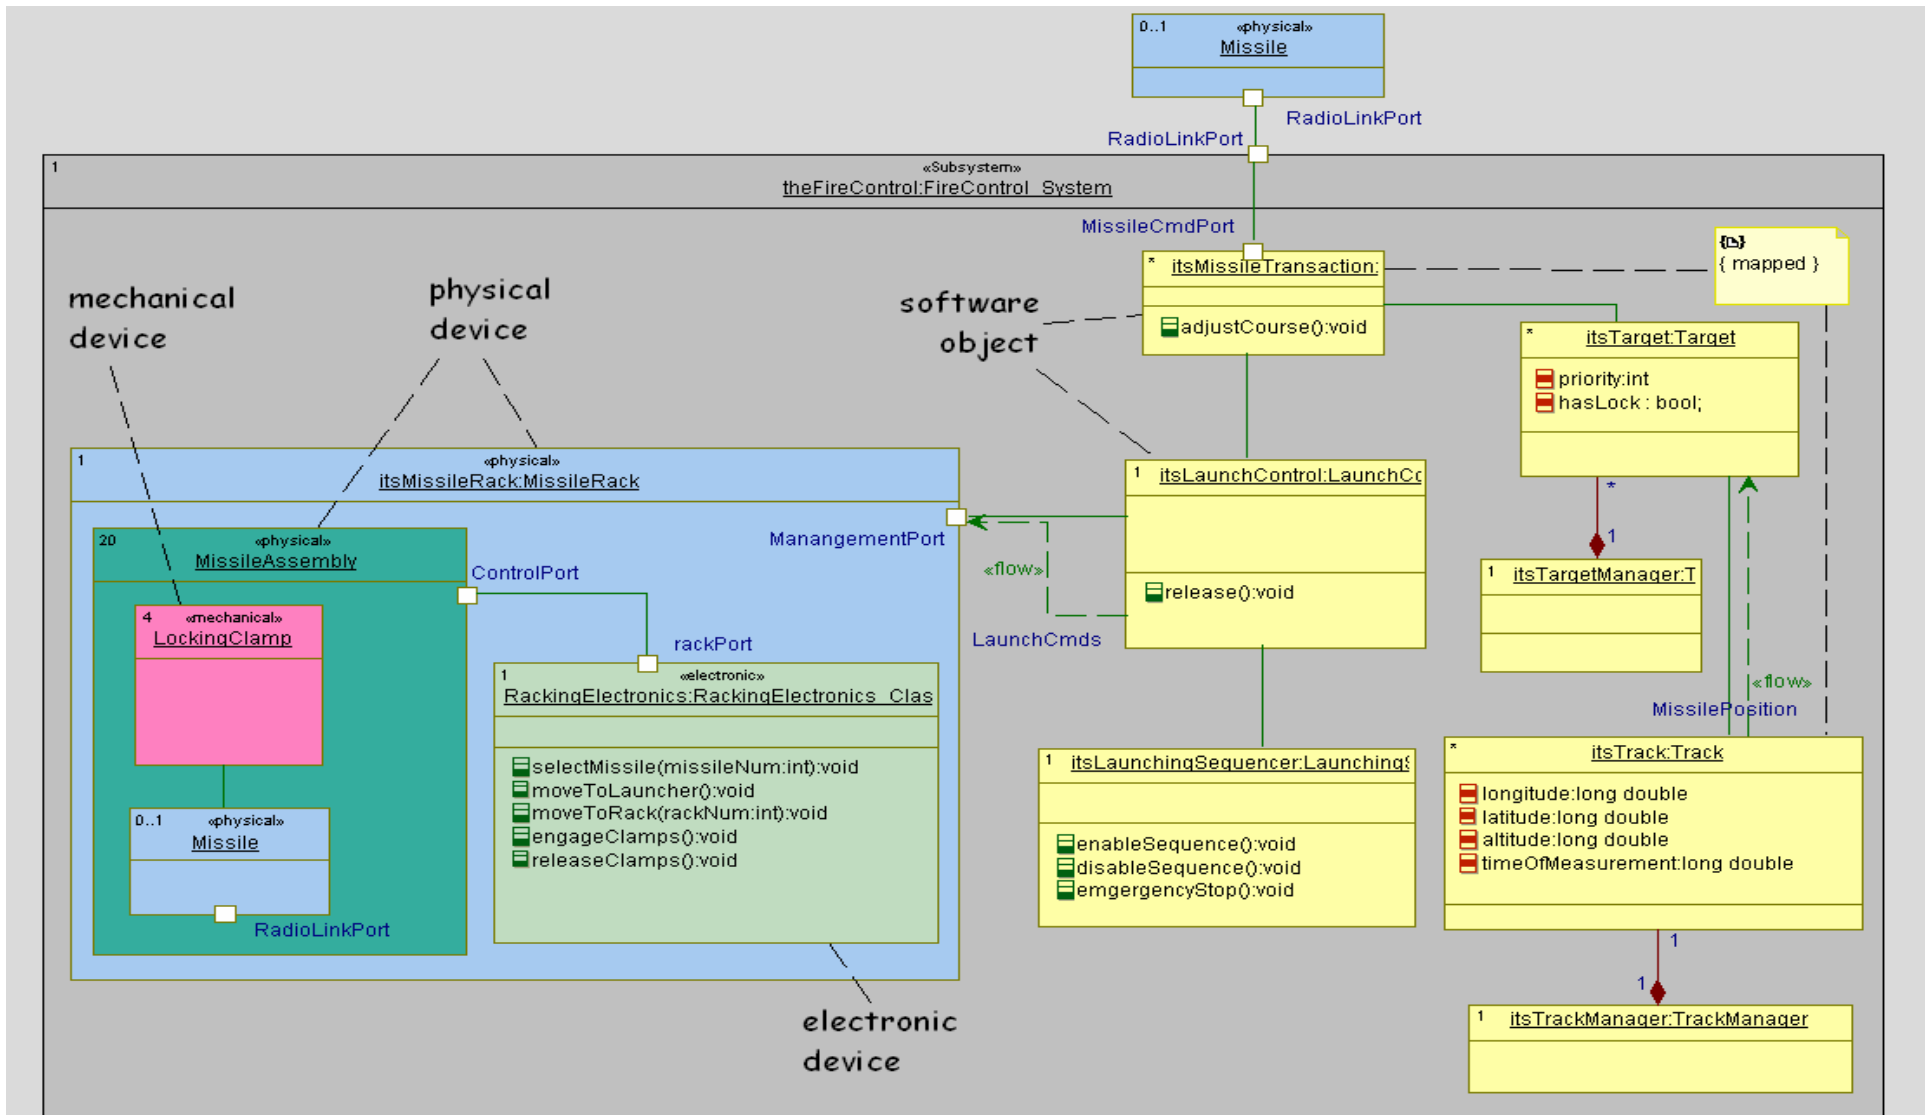 0..1 «physical»
Missile
RadioLinkPort
RadioLinkPort
1 «Subsystem»
theFireControl:FireControl_System
MissileCmdPort
{ mapped }
* itsMissileTransaction:
adjustCourse():void
software
object
mechanical
device
physical
device
* itsTarget:Target
priority:int
hasLock : bool;
* 1
1 itsTargetManager:T
1 «physical»
itsMissileRack:MissileRack
ManangementPort
«flow»
LaunchCmds
1 itsLaunchControl:LaunchCo
release():void
20 «physical»
MissileAssembly
ControlPort
4 «mechanical»
LockingClamp
0..1 «physical»
Missile
RadioLinkPort
rackPort
1 «electronic»
RackingElectronics:RackingElectronics_Clas
selectMissile(missileNum:int):void
moveToLauncher():void
moveToRack(rackNum:int):void
engageClamps():void
releaseClamps():void
electronic
device
1 itsLaunchingSequencer:LaunchingS
enableSequence():void
disableSequence():void
emgergencyStop():void
«flow»
MissilePosition
* itsTrack:Track
longitude:long double
latitude:long double
altitude:long double
timeOfMeasurement:long double
1
1
1 itsTrackManager:TrackManager